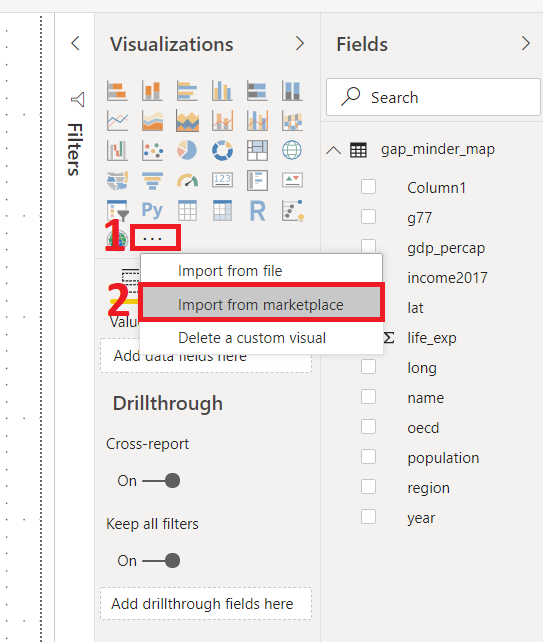 Visualizations
Fields
Search
Filters
gap_minder_map
Column1
g77
gdp_percap
income2017
lat
Σ life_exp
long
name
oecd
population
region
year
123
Py
R
1
...
Import from file
2
Import from marketplace
Delete a custom visual
Valu
Add data fields here
Drillthrough
Cross-report
On
Keep all filters
On
Add drillthrough fields here